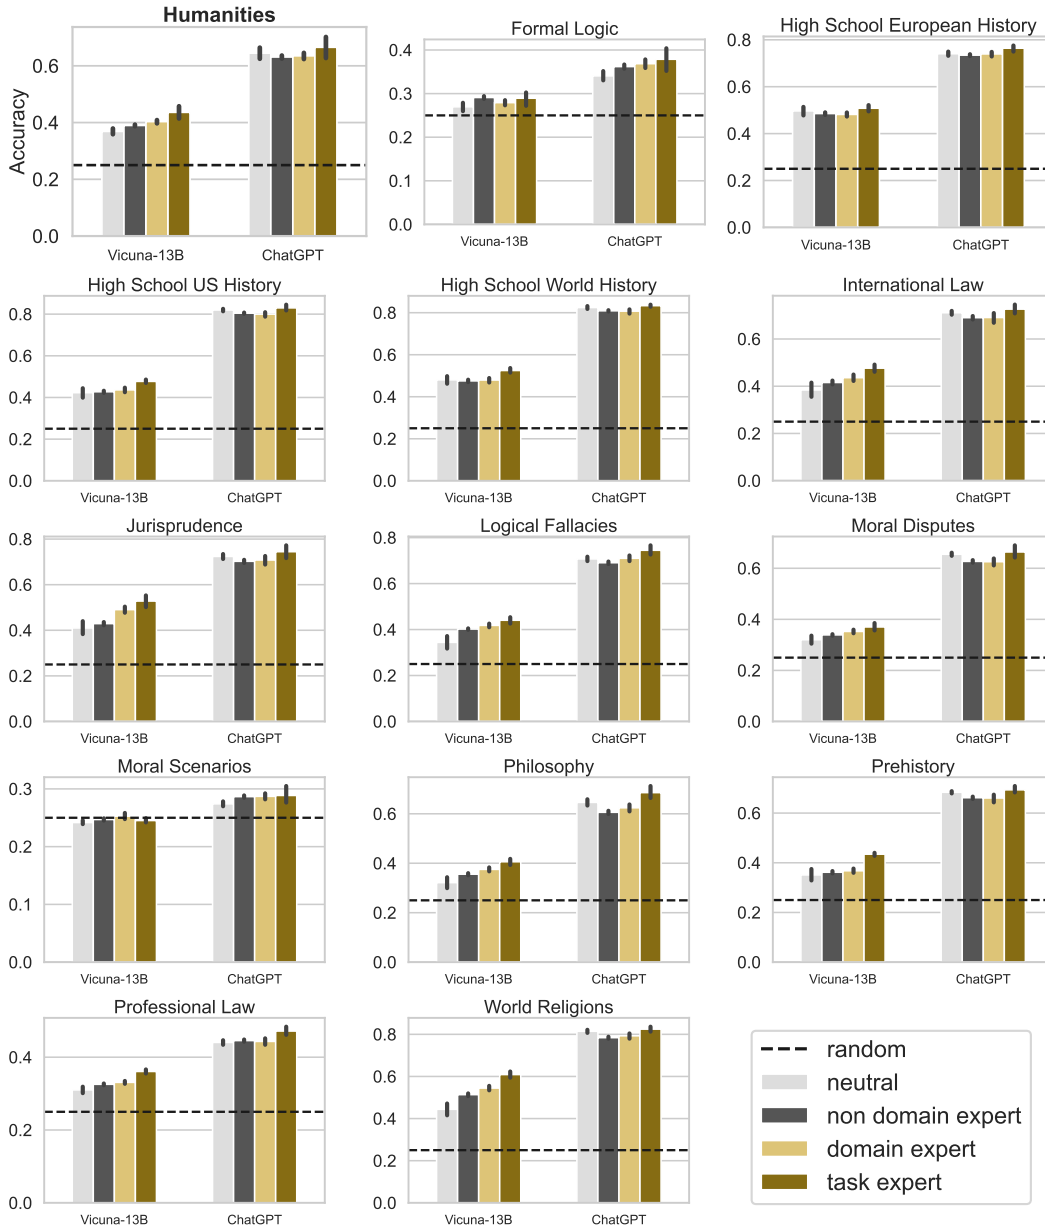 Humanities
Accuracy
0.6
0.4
0.2
0.0
Vicuna-13B ChatGPT
Formal Logic
0.4
0.3
0.2
0.1
0.0
Vicuna-13B ChatGPT
High School European History
0.8
0.6
0.4
0.2
0.0
Vicuna-13B ChatGPT
High School US History
0.8
0.6
0.4
0.2
0.0
Vicuna-13B ChatGPT
High School World History
0.8
0.6
0.4
0.2
0.0
Vicuna-13B ChatGPT
International Law
0.6
0.4
0.2
0.0
Vicuna-13B ChatGPT
Jurisprudence
0.8
0.6
0.4
0.2
0.0
Vicuna-13B ChatGPT
Logical Fallacies
0.8
0.6
0.4
0.2
0.0
Vicuna-13B ChatGPT
Moral Disputes
0.6
0.4
0.2
0.0
Vicuna-13B ChatGPT
Moral Scenarios
0.3
0.2
0.1
0.0
Vicuna-13B ChatGPT
Philosophy
0.6
0.4
0.2
0.0
Vicuna-13B ChatGPT
Prehistory
0.6
0.4
0.2
0.0
Vicuna-13B ChatGPT
Professional Law
0.4
0.2
0.0
Vicuna-13B ChatGPT
World Religions
0.8
0.6
0.4
0.2
0.0
Vicuna-13B ChatGPT
random
neutral
non domain expert
domain expert
task expert